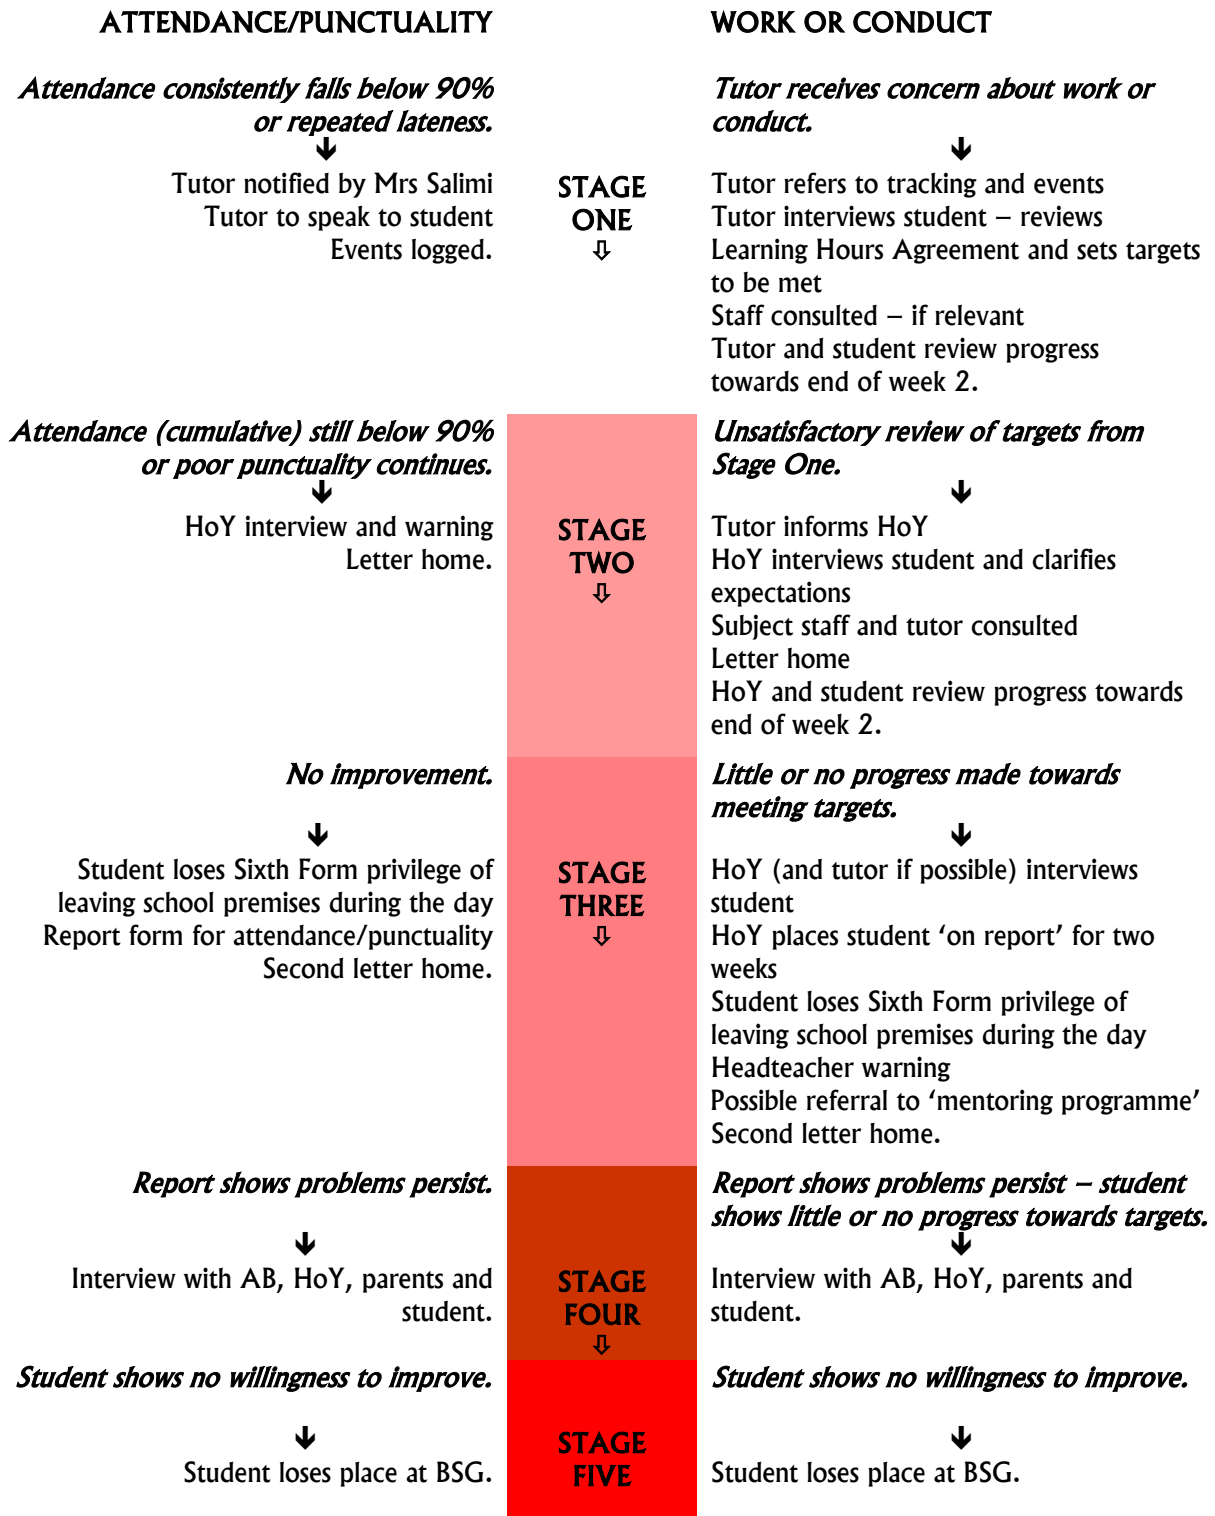 ATTENDANCE/PUNCTUALITY
WORK OR CONDUCT
Attendance consistently falls below 90%
or repeated lateness.
Tutor notified by Mrs Salimi
Tutor to speak to student
Events logged.
STAGE
ONE
Tutor receives concern about work or
conduct.
Tutor refers to tracking and events
Tutor interviews student – reviews
Learning Hours Agreement and sets targets
to be met
Staff consulted – if relevant
Tutor and student review progress
towards end of week 2.
Attendance (cumulative) still below 90%
or poor punctuality continues.
HoY interview and warning
Letter home.
STAGE
TWO
Unsatisfactory review of targets from
Stage One.
Tutor informs HoY
HoY interviews student and clarifies
expectations
Subject staff and tutor consulted
Letter home
HoY and student review progress towards
end of week 2.
No improvement.
Student loses Sixth Form privilege of
leaving school premises during the day
Report form for attendance/punctuality
Second letter home.
STAGE
THREE
Little or no progress made towards
meeting targets.
HoY (and tutor if possible) interviews
student
HoY places student ‘on report’ for two
weeks
Student loses Sixth Form privilege of
leaving school premises during the day
Headteacher warning
Possible referral to ‘mentoring programme’
Second letter home.
Report shows problems persist.
Interview with AB, HoY, parents and
student.
STAGE
FOUR
Report shows problems persist – student
shows little or no progress towards targets.
Interview with AB, HoY, parents and
student.
Student shows no willingness to improve.
Student loses place at BSG.
STAGE
FIVE
Student shows no willingness to improve.
Student loses place at BSG.